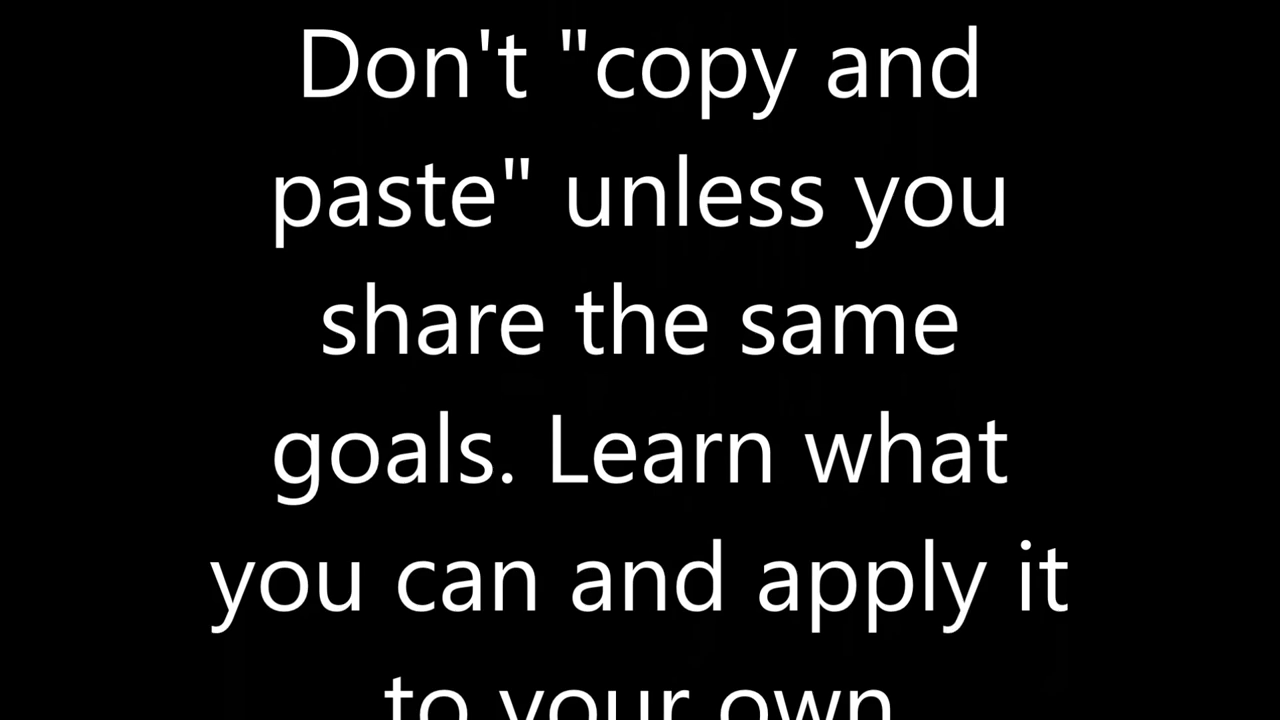 Don't "copy and
paste" unless you
share the same
goals. Learn what
you can and apply it
to your own